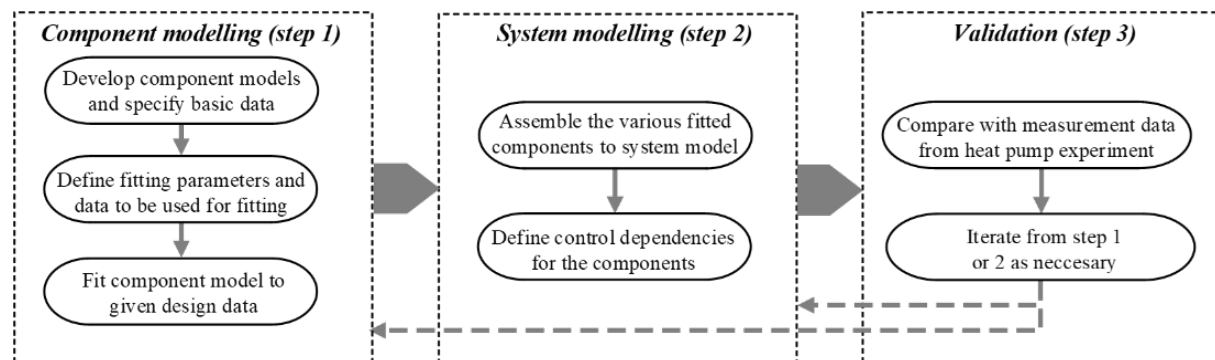 Component modelling (step 1)
Develop component models
and specify basic data
Define fitting parameters and
data to be used for fitting
Fit component model to
given design data
System modelling (step 2)
Assemble the various fitted
components to system model
Define control dependencies
for the components
Validation (step 3)
Compare with measurement data
from heat pump experiment
Iterate from step 1
or 2 as neccesary